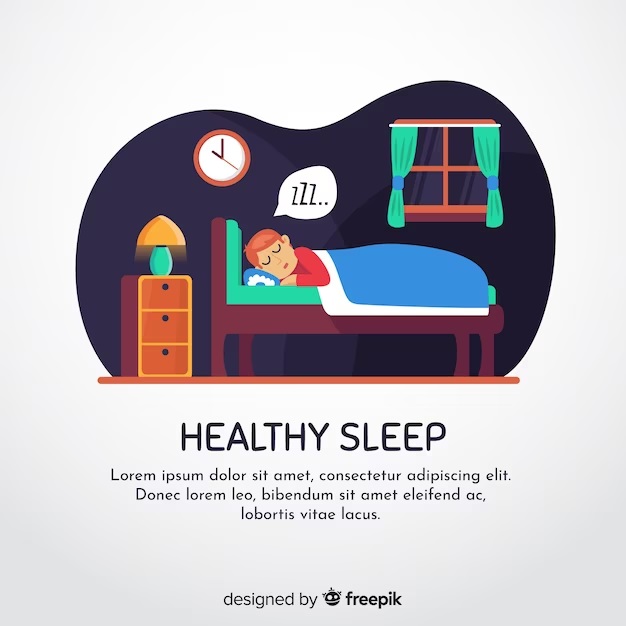 zzz..
HEALTHY SLEEP
Lorem ipsum dolor sit amet, consectetur adipiscing elit.
Donec lorem leo, bibendum sit amet eleifend ac,
lobortis vitae lacus.
designed by freepik